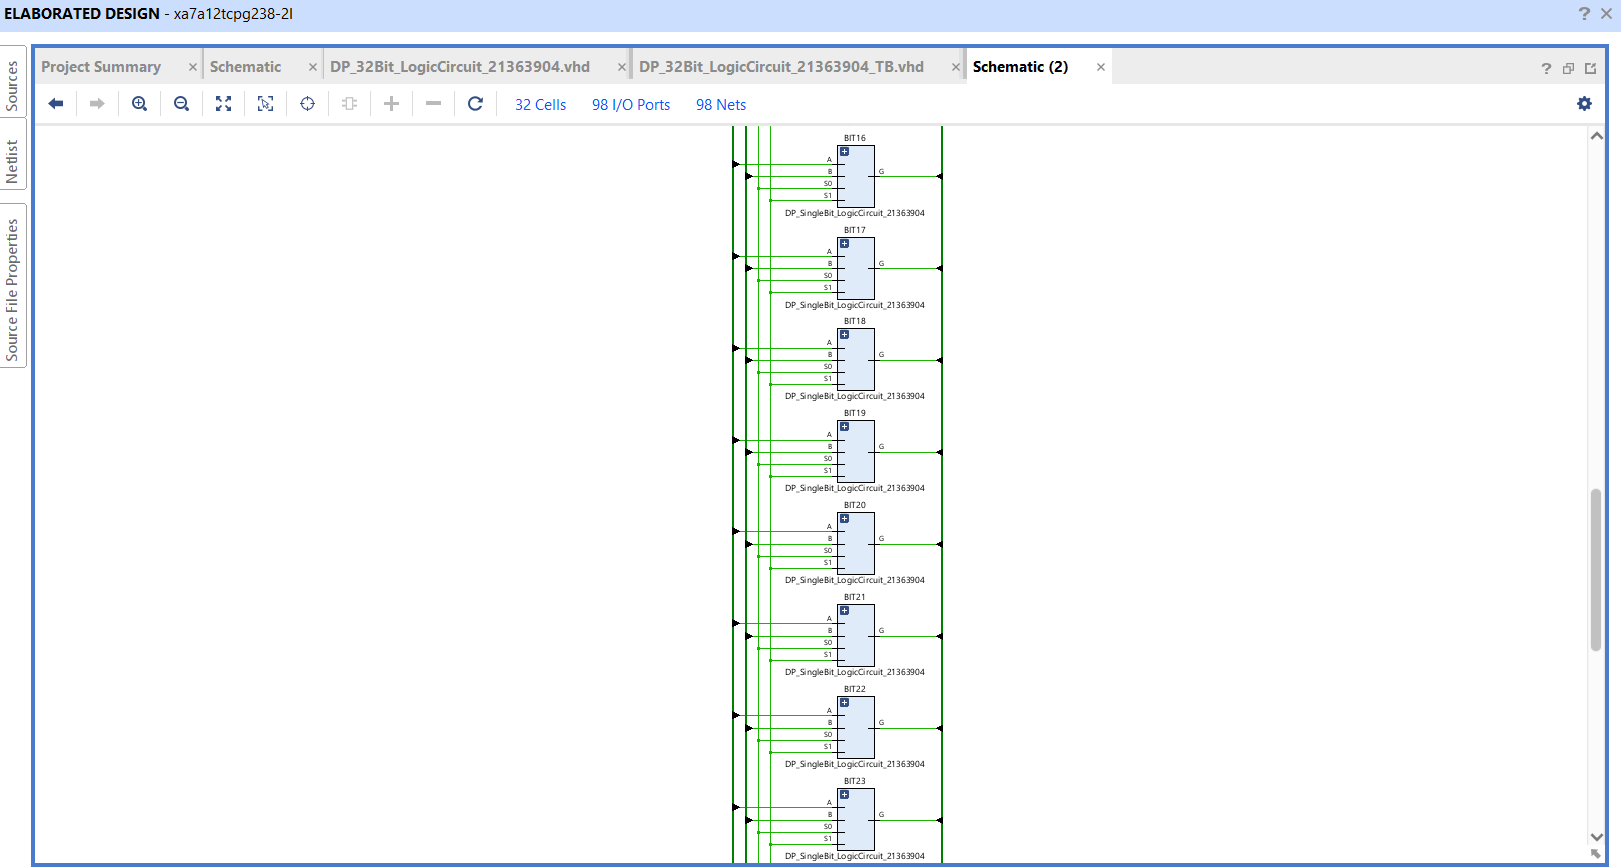 ELABORATED DESIGN - xa7a12tcpg238-2I
? ×
Sources
Netlist
Source File Properties
Project Summary × Schematic × DP_32Bit_LogicCircuit_21363904.vhd × DP_32Bit_LogicCircuit_21363904_TB.vhd × Schematic (2) ×
?
32 Cells 98 I/O Ports 98 Nets
BIT16
A
B
S0
S1
G
DP_SingleBit_LogicCircuit_21363904
BIT17
A
B
S0
S1
G
DP_SingleBit_LogicCircuit_21363904
BIT18
A
B
S0
S1
G
DP_SingleBit_LogicCircuit_21363904
BIT19
A
B
S0
S1
G
DP_SingleBit_LogicCircuit_21363904
BIT20
A
B
S0
S1
G
DP_SingleBit_LogicCircuit_21363904
BIT21
A
B
S0
S1
G
DP_SingleBit_LogicCircuit_21363904
BIT22
A
B
S0
S1
G
DP_SingleBit_LogicCircuit_21363904
BIT23
A
B
S0
S1
G
DP_SingleBit_LogicCircuit_21363904